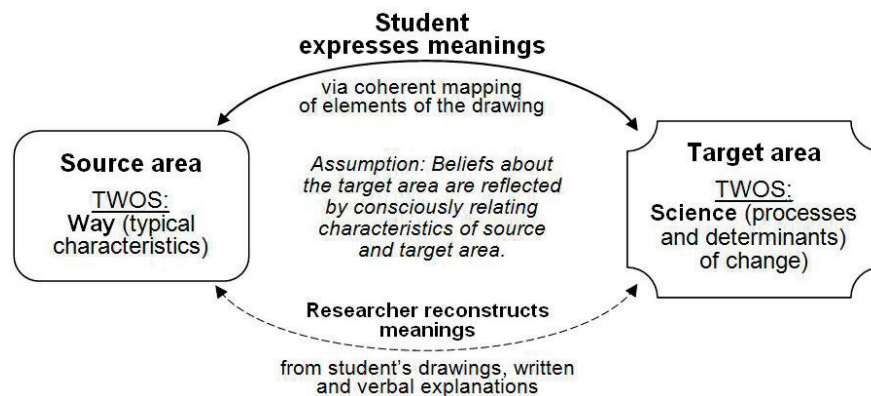 Student
expresses meanings
via coherent mapping
of elements of the drawing
Source area
TWOS:
Way (typical
characteristics)
Assumption: Beliefs about
the target area are reflected
by consciously relating
characteristics of source
and target area.
Target area
TWOS:
Science (processes
and determinants)
of change)
Researcher reconstructs
meanings
from student's drawings, written
and verbal explanations